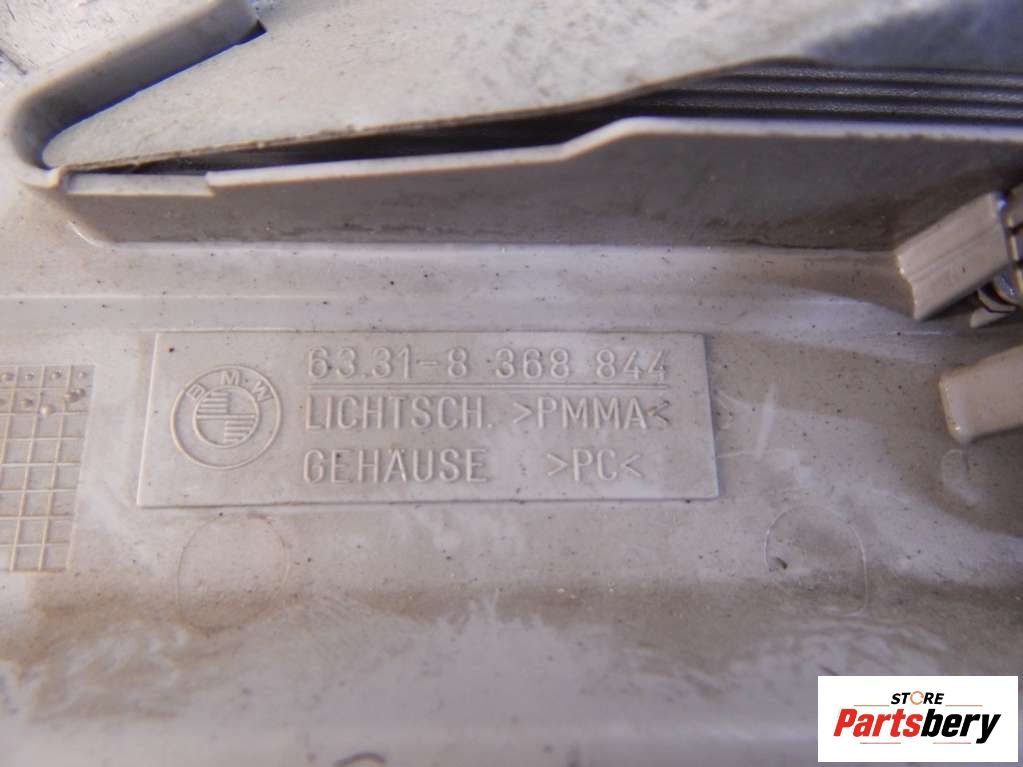 BMW
63.31-8 368 844
LICHTSCH. >PMMA<
GEHÄUSE >PC<
STORE
Partsbery